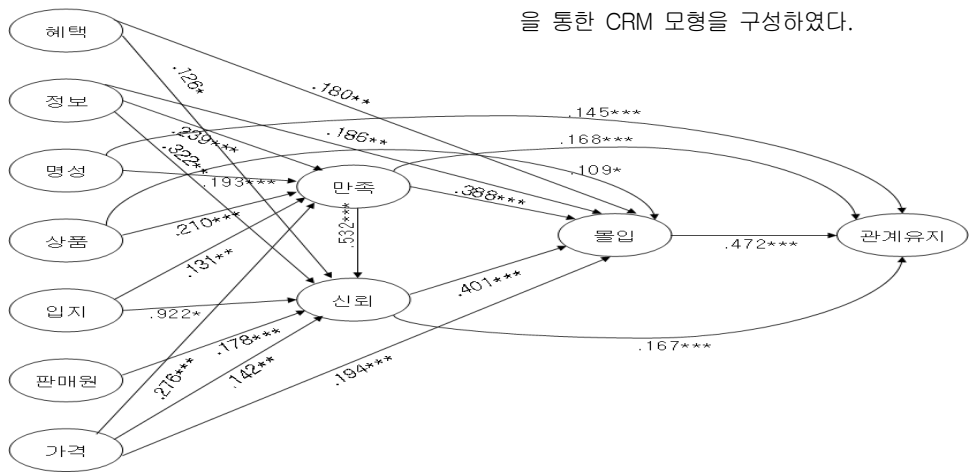 을 통한 CRM 모형을 구성하였다.
혜택
.126*
.180**
정보
.145***
.239***
.186**
.168***
.322**
명성
.193***
만족
.388***
.109*
상품
.210***
.532***
몰입
.472***
관계유지
.131**
입지
.922*
신뢰
.401***
.178***
.167***
판매원
.276***
.142**
.194***
가격